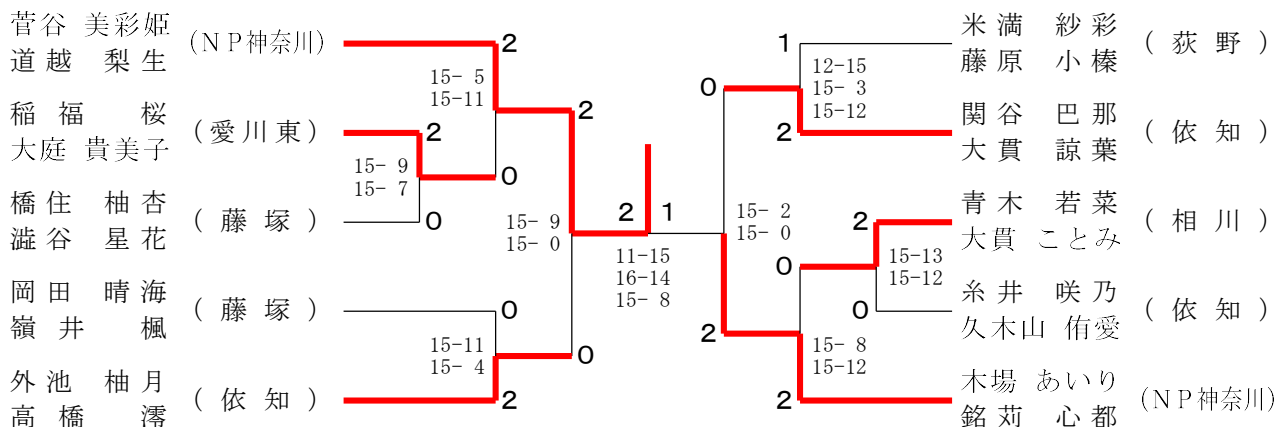 菅谷 美彩姫
道越 梨生
(NP神奈川)
2
15- 5
15-11
2
稲福 桜
大庭 貴美子
(愛川東)
2
15- 9
15- 7
0
橋住 柚杏
澁谷 星花
(藤塚)
0
15- 9
15- 0
岡田 晴海
嶺井 楓
(藤塚)
0
15-11
15- 4
0
外池 柚月
高橋 澪
(依知)
2
2 1
11-15
16-14
15- 8
米満 紗彩
藤原 小榛
(荻野)
1
12-15
15- 3
15-12
0
関谷 巴那
大貫 諒葉
(依知)
2
15- 2
15- 0
青木 若菜
大貫 ことみ
(相川)
2
15-13
15-12
0
糸井 咲乃
久木山 侑愛
(依知)
0
2
15- 8
15-12
木場 あいり
銘苅 心都
(NP神奈川)
2